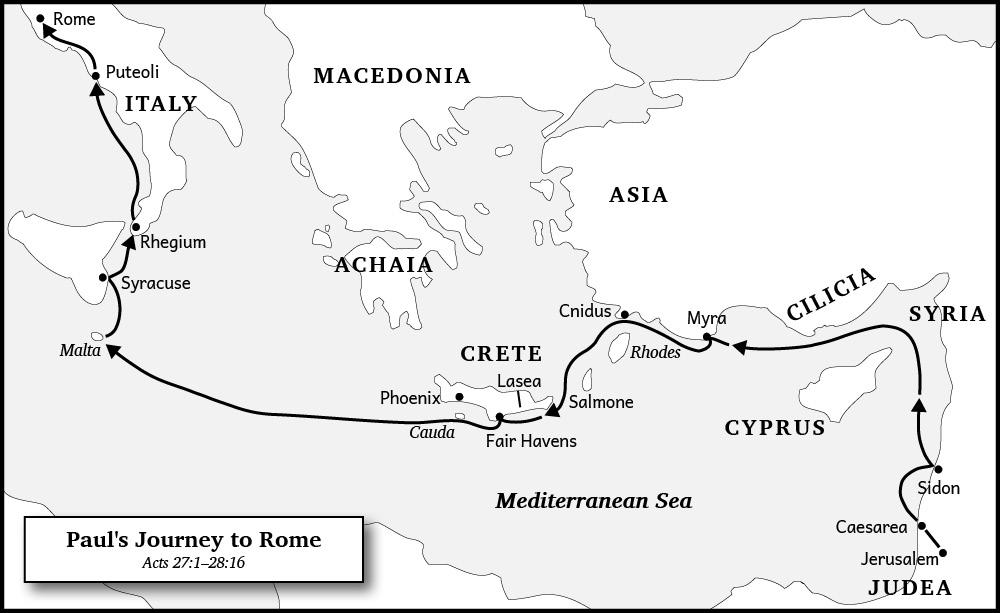 Rome
Puteoli
MACEDONIA
ITALY
ASIA
Rhegium
ACHAIA
Syracuse
CILICIA
SYRIA
Cnidus
Myra
Malta
Rhodes
CRETE
Lasea
Phoenix
Salmone
Cauda
Fair Havens
CYPRUS
Mediterranean Sea
Sidon
Caesarea
Jerusalem
JUDEA
Paul's Journey to Rome
Acts 27:1–28:16